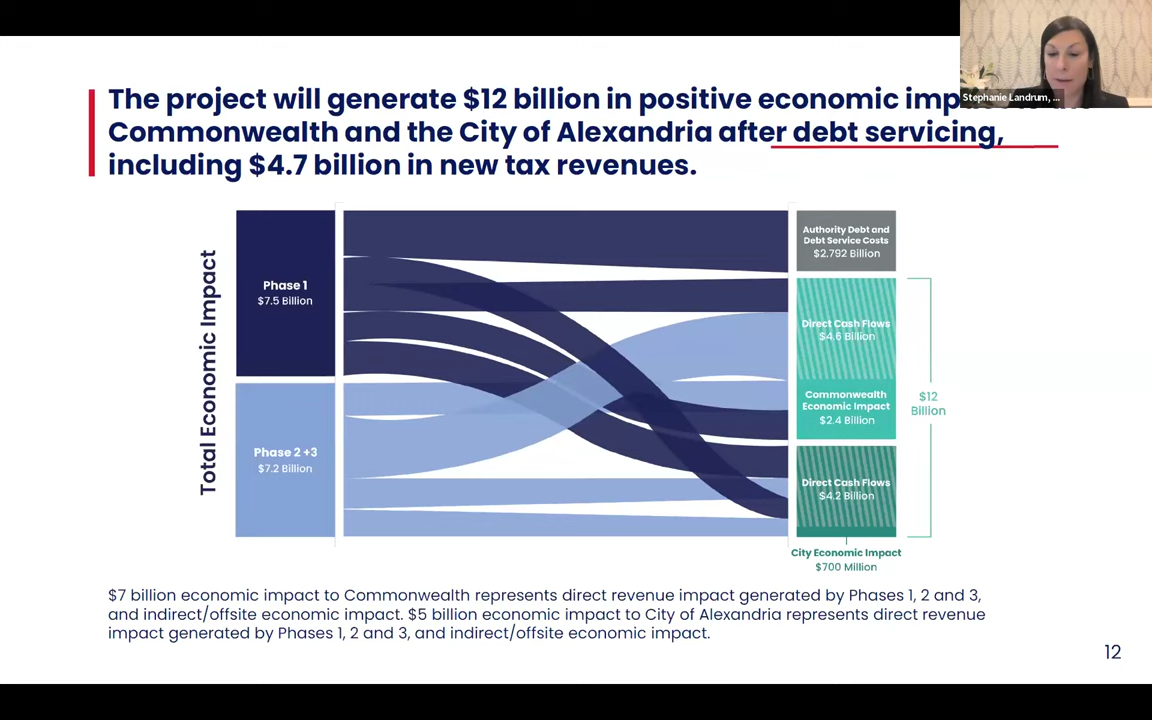 Stephanie Landrum, ...
The project will generate $12 billion in positive economic
Commonwealth and the City of Alexandria after debt servicing,
including $4.7 billion in new tax revenues.
Total Economic Impact
Phase 1
$7.5 Billion
Phase 2 +3
$7.2 Billion
Authority Debt and
Debt Service Costs
$2.792 Billion
Direct Cash Flows
$4.6 Billion
Commonwealth
Economic Impact
$2.4 Billion
Direct Cash Flows
$4.2 Billion
City Economic Impact
$700 Million
$12
Billion
$7 billion economic impact to Commonwealth represents direct revenue impact generated by Phases 1, 2 and 3,
and indirect/offsite economic impact. $5 billion economic impact to City of Alexandria represents direct revenue
impact generated by Phases 1, 2 and 3, and indirect/offsite economic impact.
12